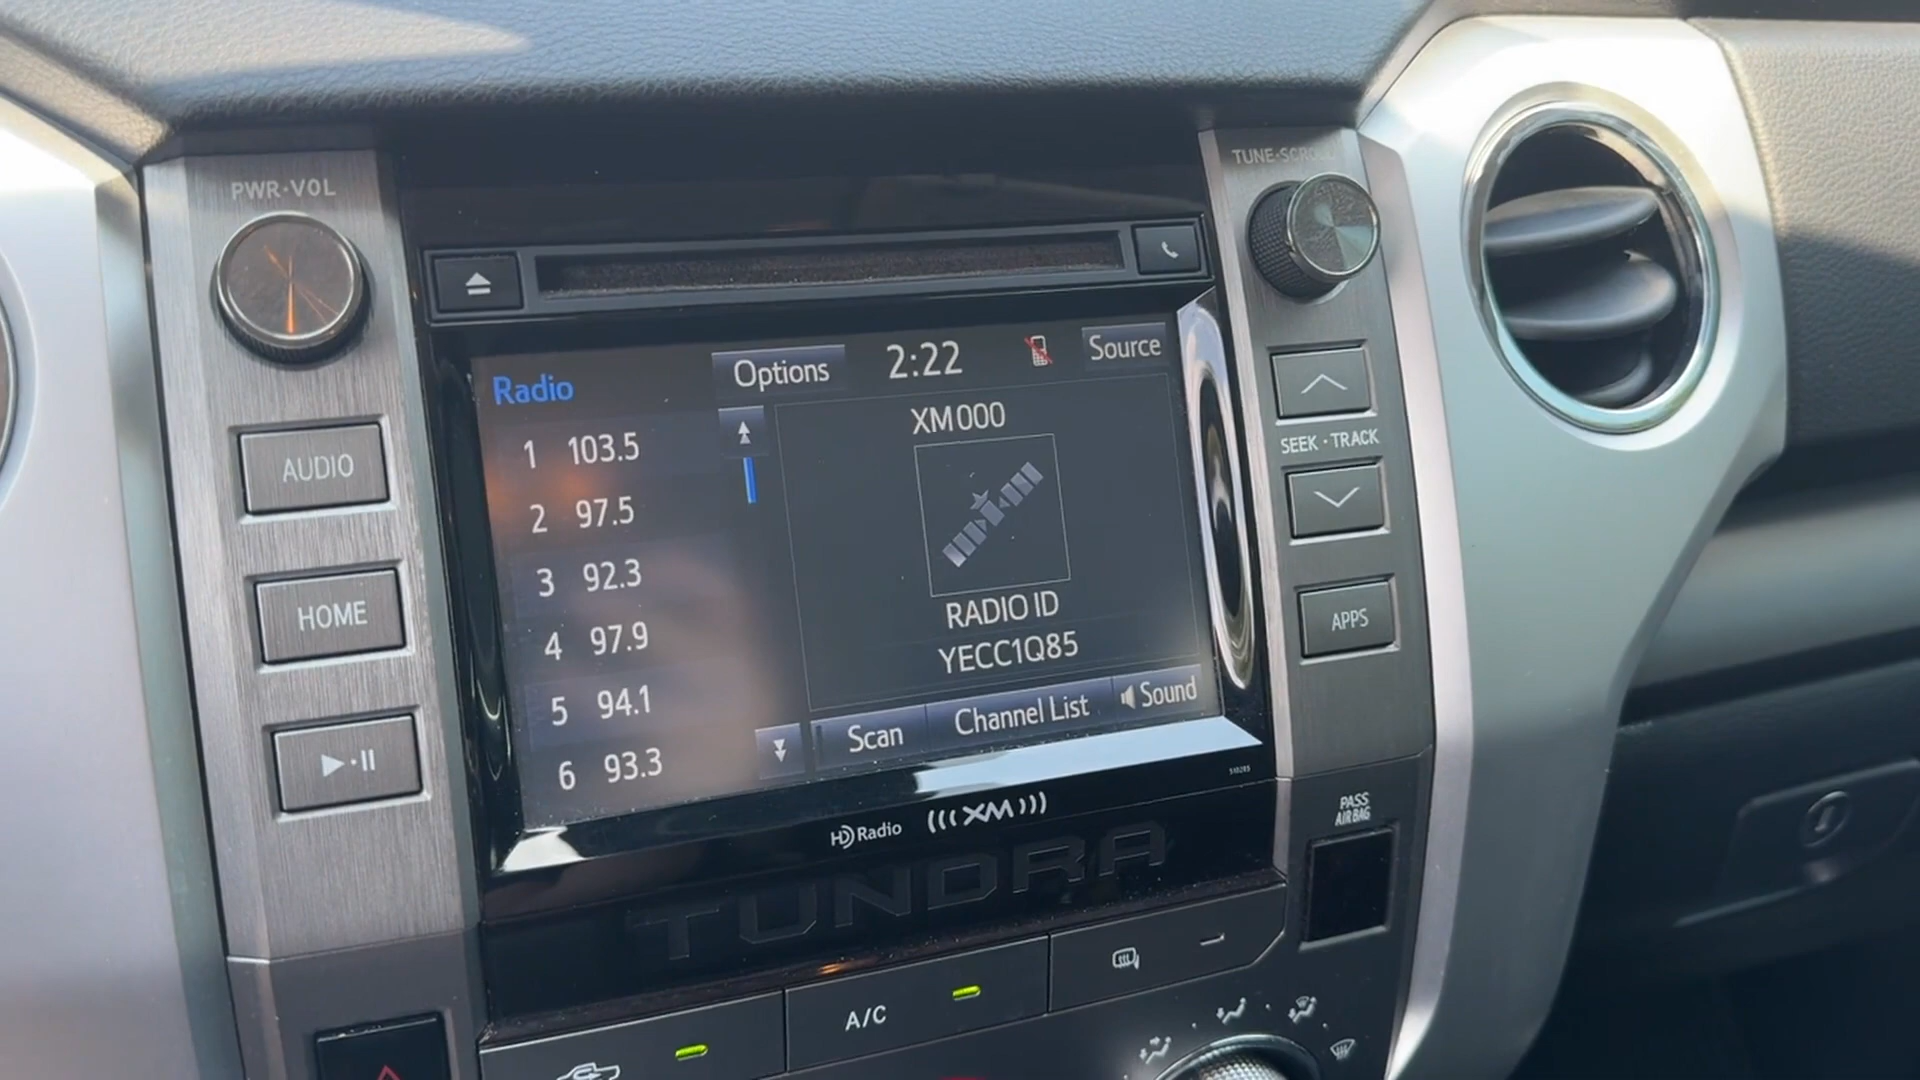 PWR·VOL
TUNE·SCROLL
Radio
Options
2:22
Source
1 103.5
2 97.5
3 92.3
4 97.9
5 94.1
6 93.3
XM000
RADIO ID
YECC1Q85
Scan
Channel List
Sound
AUDIO
HOME
SEEK·TRACK
APPS
HD Radio
XM
TUNDRA
PASS
AIRBAG
A/C